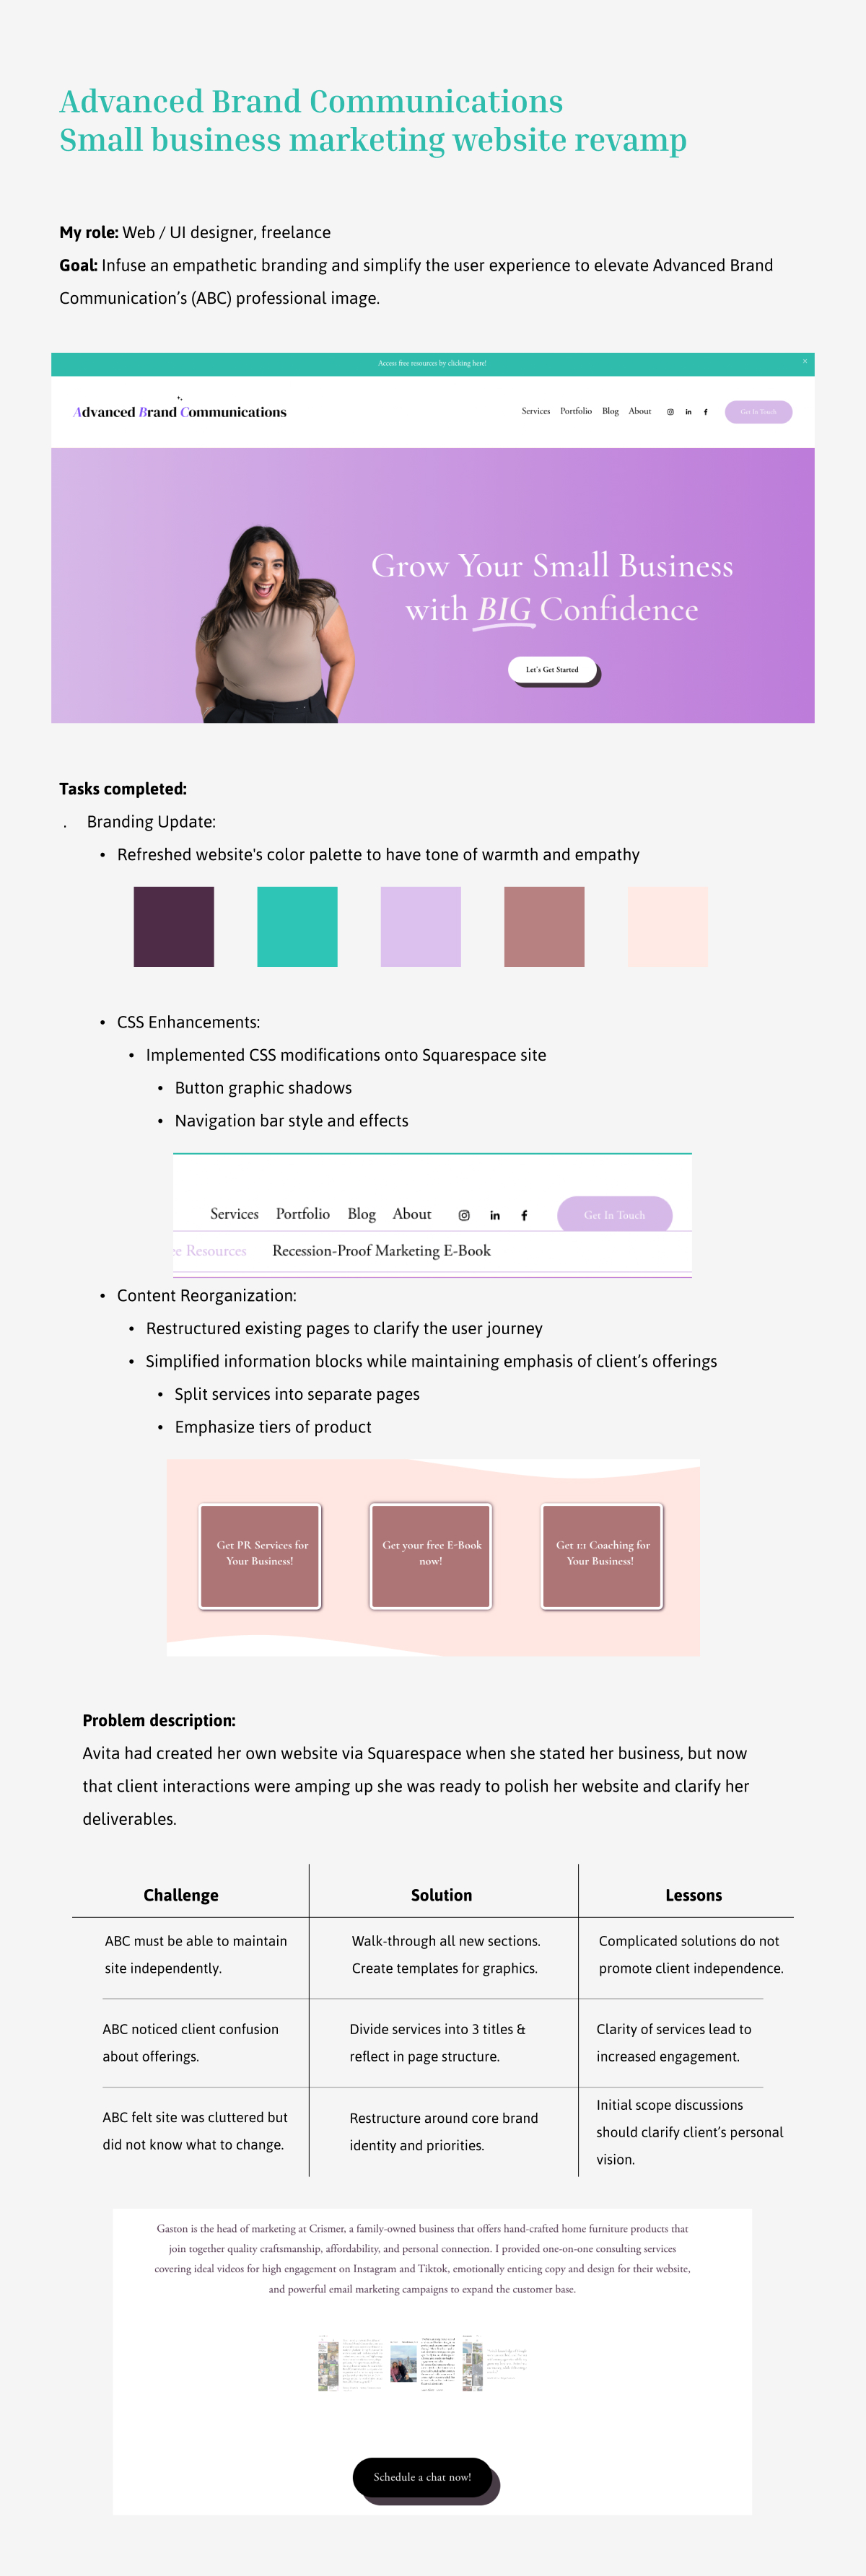 Advanced Brand Communications
Small business marketing website revamp
My role: Web / UI designer, freelance
Goal: Infuse an empathetic branding and simplify the user experience to elevate Advanced Brand
Communication’s (ABC) professional image.
Access free resources by clicking here!
×
Advanced Brand Communications
Services Portfolio Blog About in f Get In Touch
Grow Your Small Business
with BIG Confidence
Let's Get Started
Tasks completed:
. Branding Update:
• Refreshed website's color palette to have tone of warmth and empathy
• CSS Enhancements:
• Implemented CSS modifications onto Squarespace site
• Button graphic shadows
• Navigation bar style and effects
Services Portfolio Blog About in f Get In Touch
e Resources Recession-Proof Marketing E-Book
• Content Reorganization:
• Restructured existing pages to clarify the user journey
• Simplified information blocks while maintaining emphasis of client’s offerings
• Split services into separate pages
• Emphasize tiers of product
Get PR Services for
Your Business!
Get your free E-Book
now!
Get 1:1 Coaching for
Your Business!
Problem description:
Avita had created her own website via Squarespace when she stated her business, but now
that client interactions were amping up she was ready to polish her website and clarify her
deliverables.
Challenge Solution Lessons
ABC must be able to maintain
site independently.
Walk-through all new sections.
Create templates for graphics.
Complicated solutions do not
promote client independence.
ABC noticed client confusion
about offerings.
Divide services into 3 titles &
reflect in page structure.
Clarity of services lead to
increased engagement.
ABC felt site was cluttered but
did not know what to change.
Restructure around core brand
identity and priorities.
Initial scope discussions
should clarify client’s personal
vision.
Gaston is the head of marketing at Crismer, a family-owned business that offers hand-crafted home furniture products that
join together quality craftsmanship, affordability, and personal connection. I provided one-on-one consulting services
covering ideal videos for high engagement on Instagram and Tiktok, emotionally enticing copy and design for their website,
and powerful email marketing campaigns to expand the customer base.
Schedule a chat now!